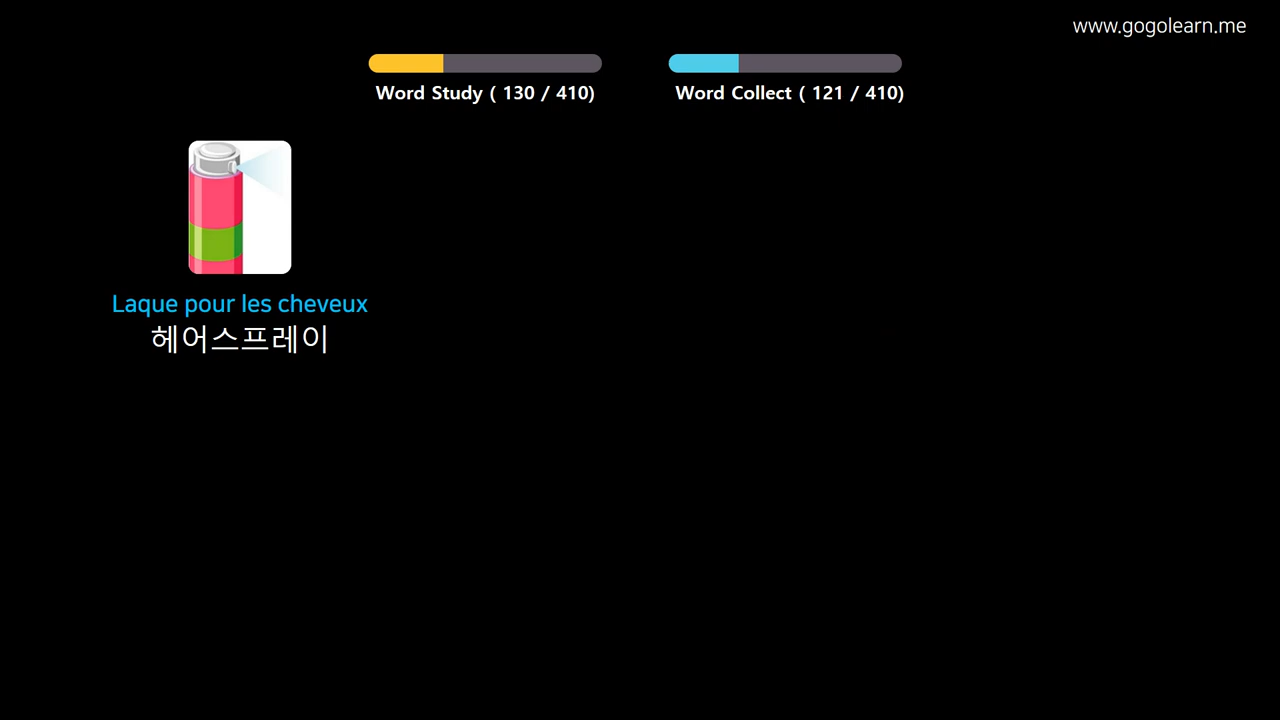 www.gogolearn.me
Word Study ( 130 / 410)
Word Collect ( 121 / 410)
Laque pour les cheveux
헤어스프레이